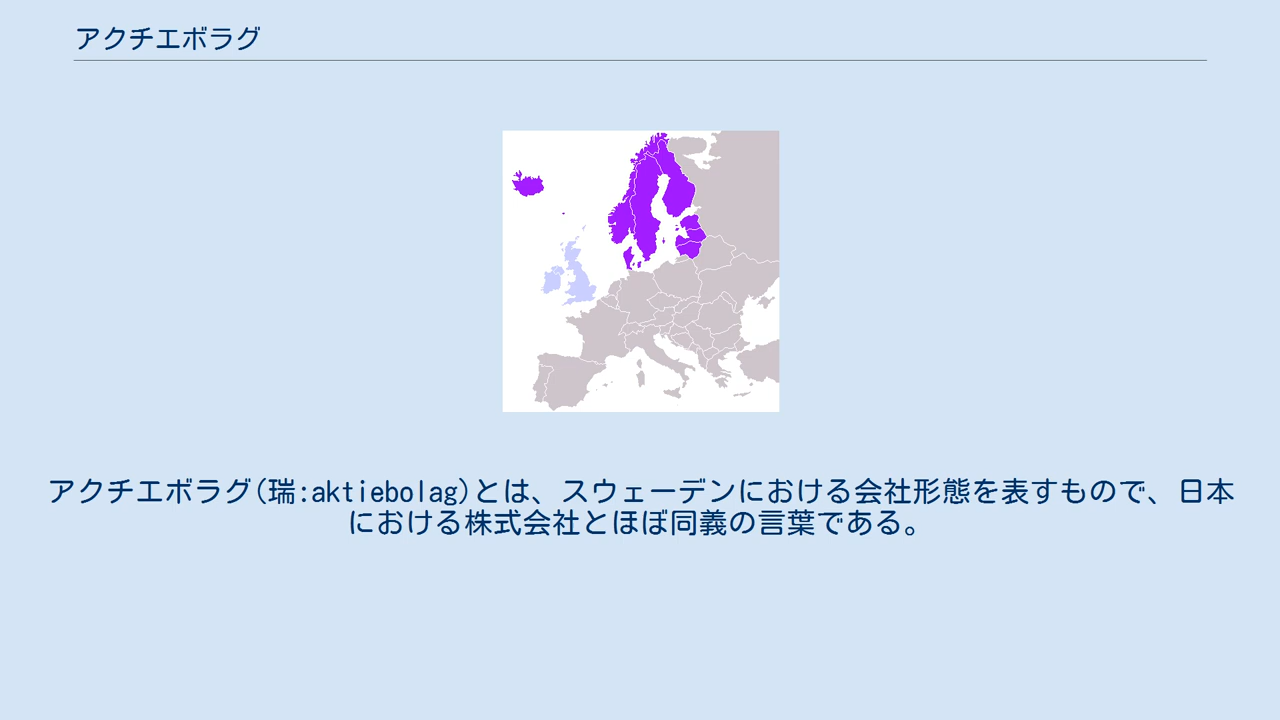 アクチエボラグ
アクチエボラグ(瑞:aktiebolag)とは、スウェーデンにおける会社形態を表すもので、日本
における株式会社とほぼ同義の言葉である。